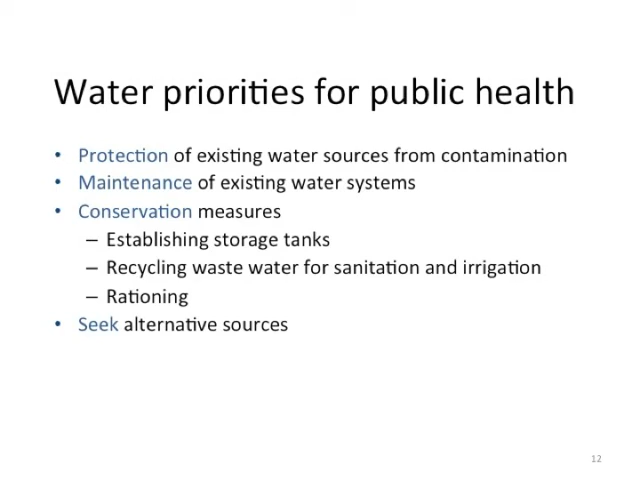 Water priorities for public health
• Protection of existing water sources from contamination
• Maintenance of existing water systems
• Conservation measures
– Establishing storage tanks
– Recycling waste water for sanitation and irrigation
– Rationing
• Seek alternative sources
12